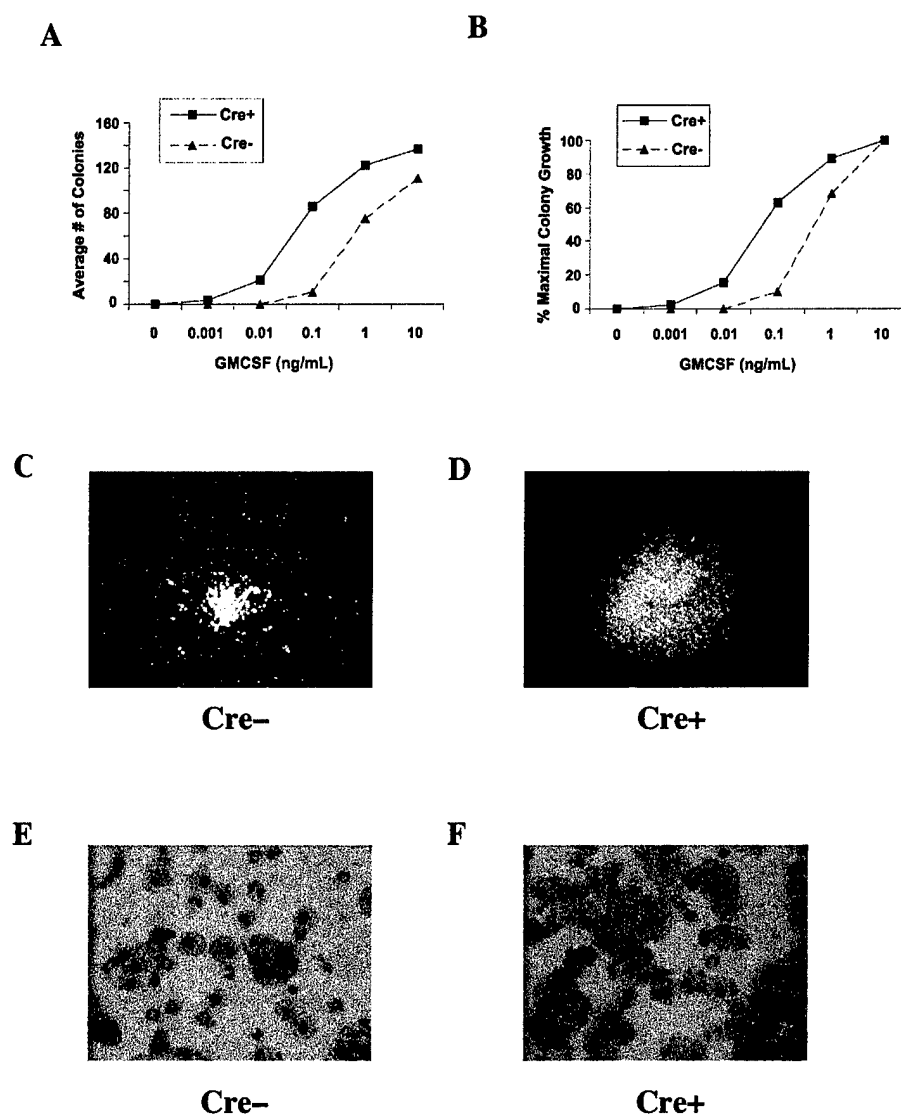 A
B
Cre+
Cre-
Average # of Colonies
160
120
80
40
0
0 0.001 0.01 0.1 1 10
GMCSF (ng/mL)
Cre+
Cre-
% Maximal Colony Growth
100
80
60
40
20
0
0 0.001 0.01 0.1 1 10
GMCSF (ng/mL)
C
D
Cre–
Cre+
E
F
Cre–
Cre+